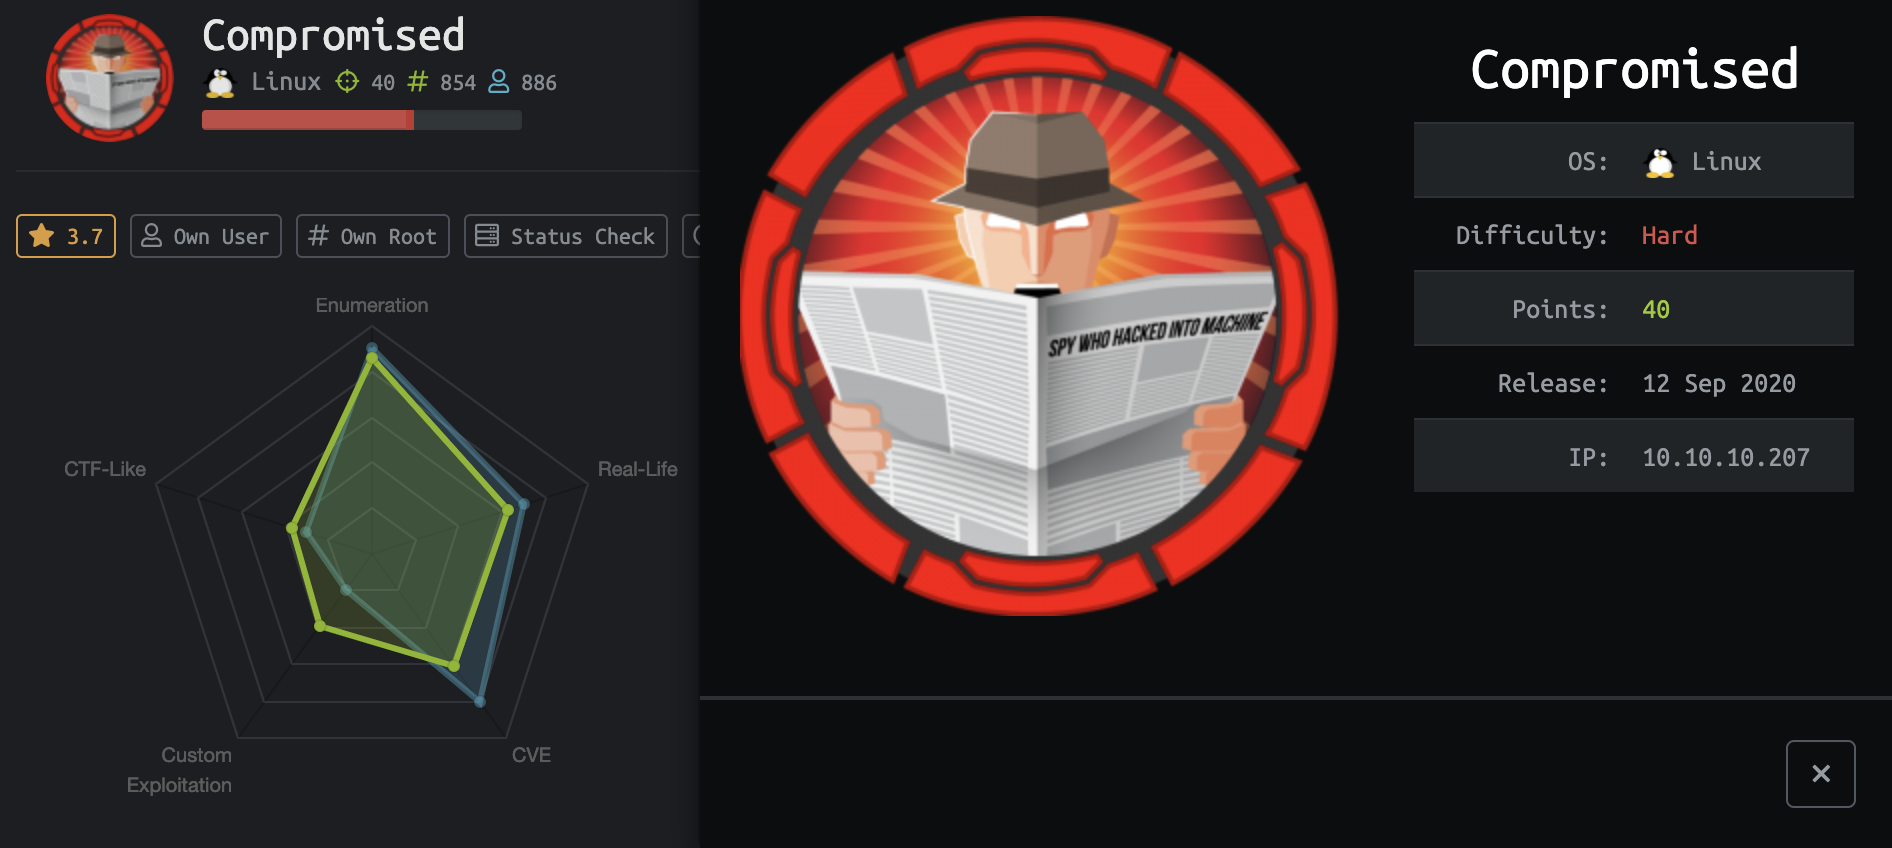 Compromised
Linux 40 # 854 886
3.7 Own User # Own Root Status Check
Enumeration
CTF-Like
Real-Life
Custom
Exploitation
CVE
SPY WHO HACKED INTO MACHINE
Compromised
OS: Linux
Difficulty: Hard
Points: 40
Release: 12 Sep 2020
IP: 10.10.10.207